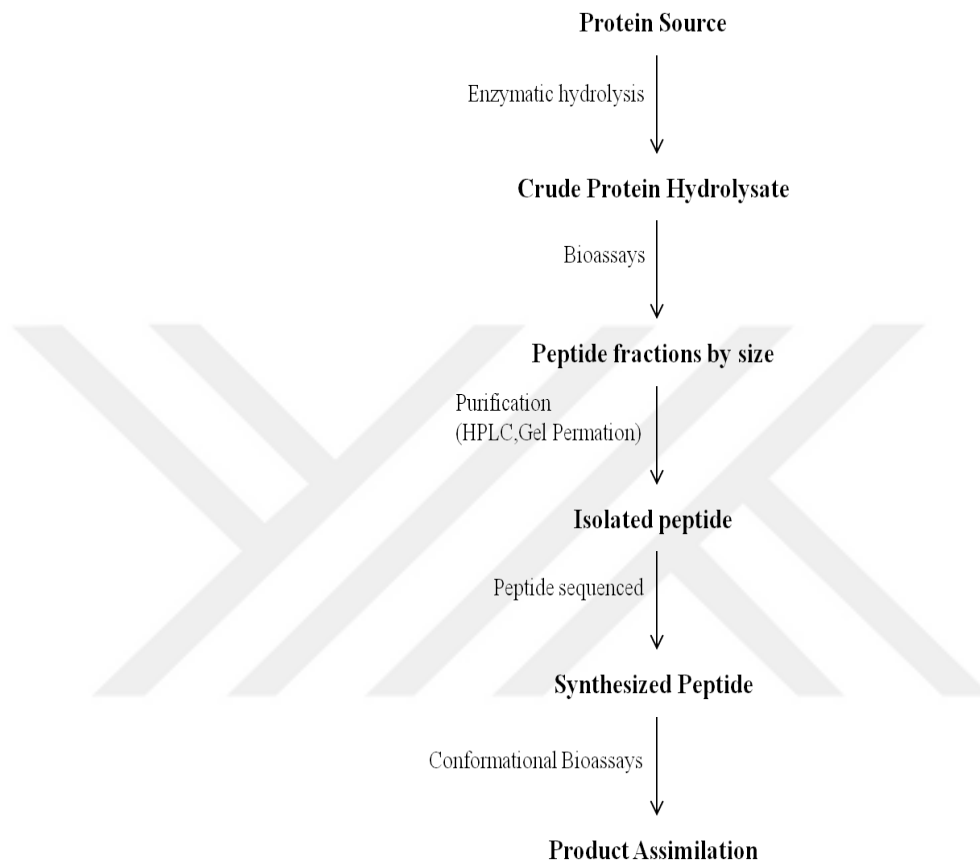 Protein Source
Enzymatic hydrolysis
Crude Protein Hydrolysate
Bioassays
Peptide fractions by size
Purification
(HPLC,Gel Permation)
Isolated peptide
Peptide sequenced
Synthesized Peptide
Conformational Bioassays
Product Assimilation